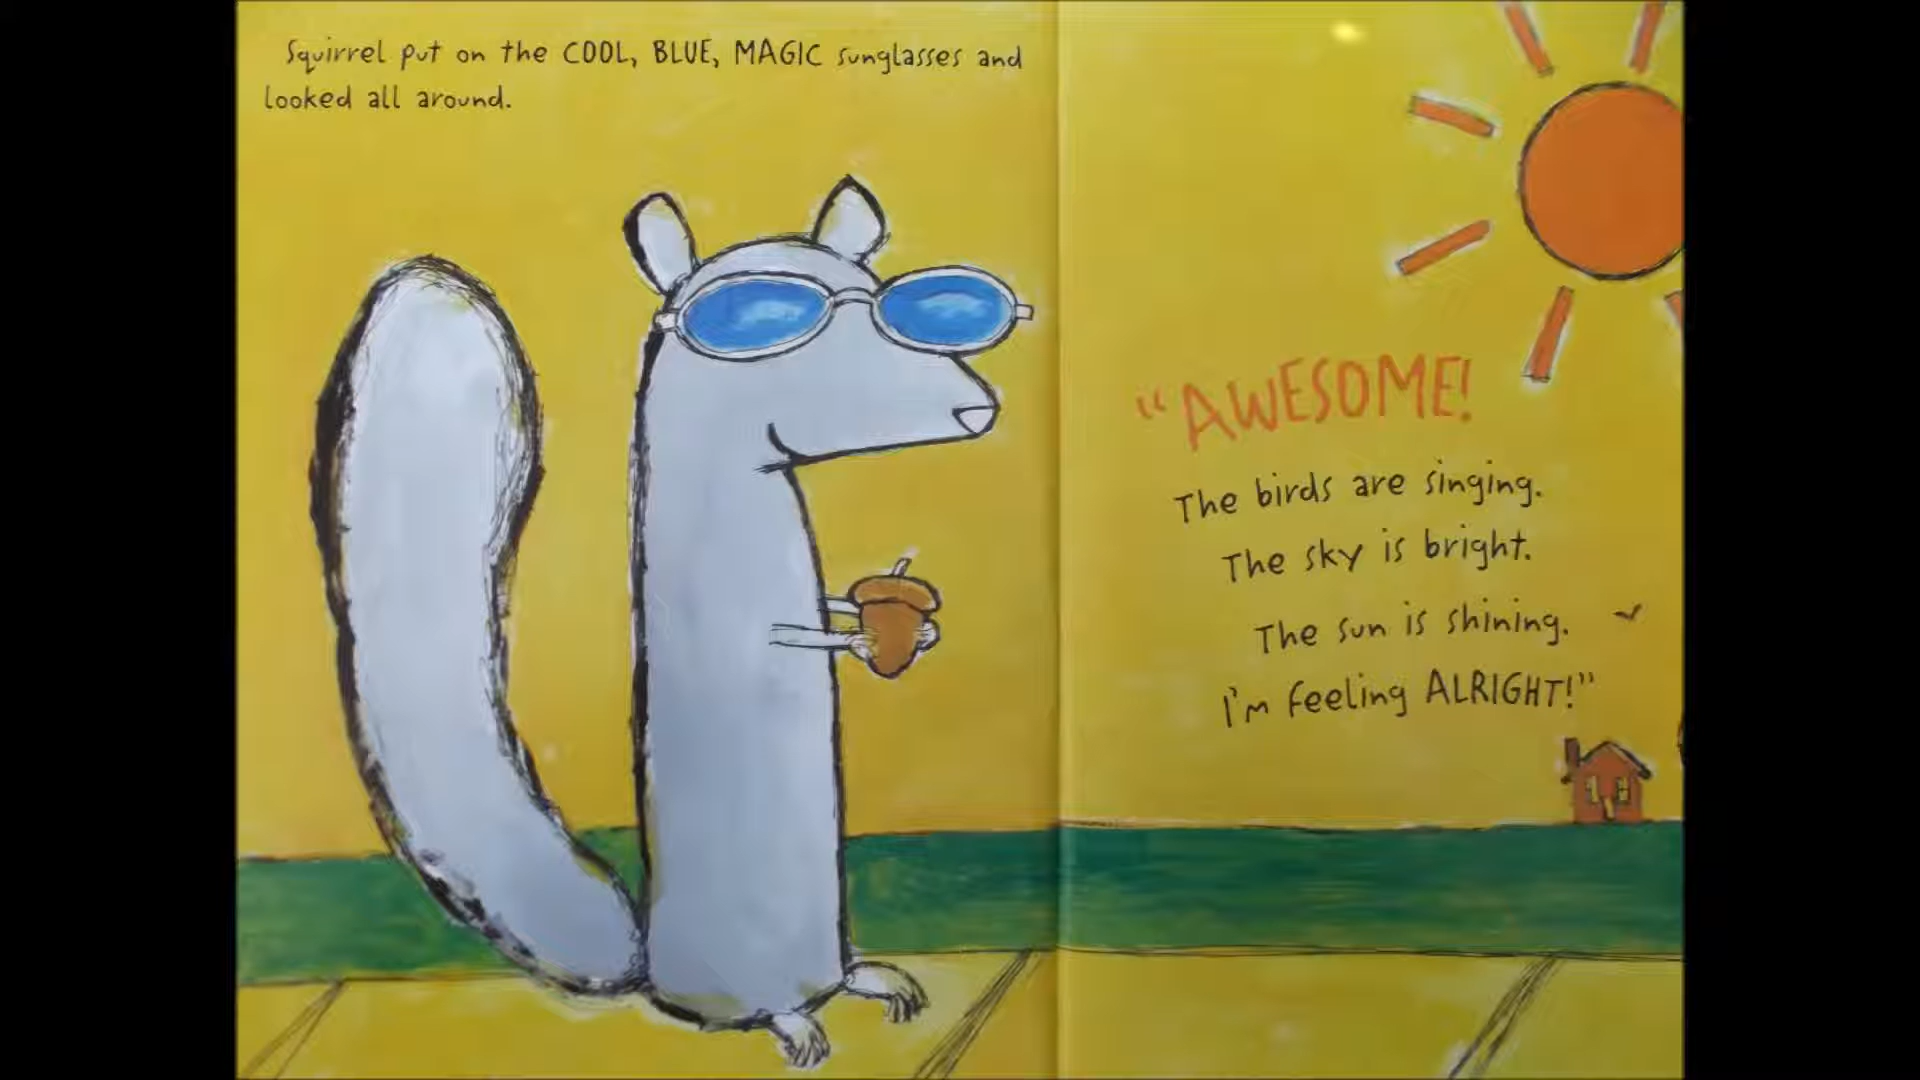 Squirrel put on the COOL, BLUE, MAGIC sunglasses and
looked all around.
“AWESOME!
The birds are singing.
The sky is bright.
The sun is shining.
I'm feeling ALRIGHT!”